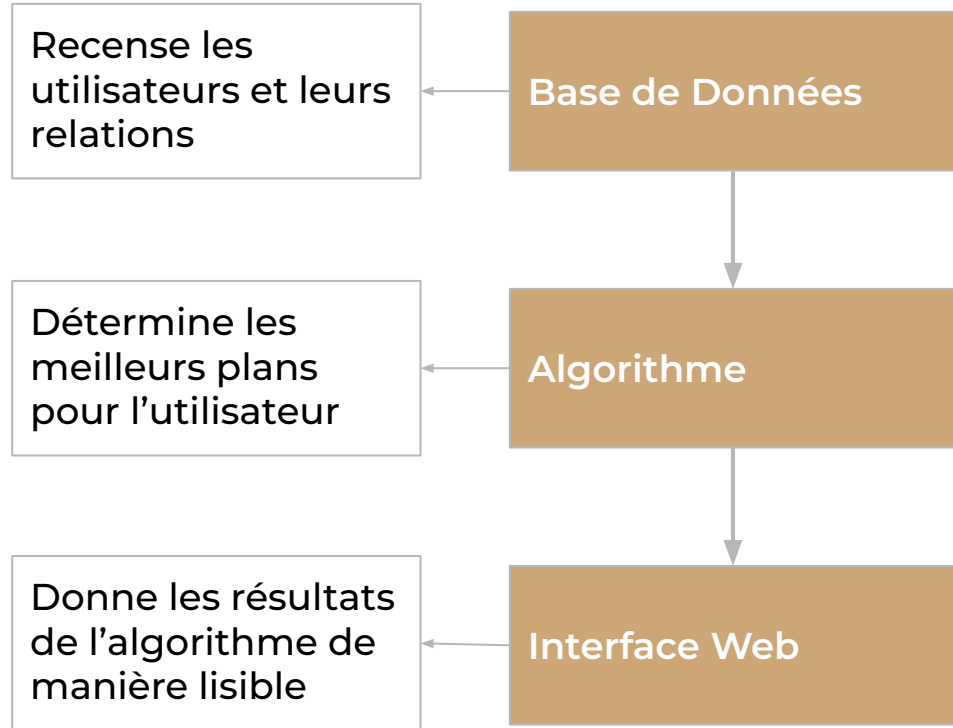 Recense les
utilisateurs et leurs
relations
Base de Données
Détermine les
meilleurs plans
pour l’utilisateur
Algorithme
Donne les résultats
de l’algorithme de
manière lisible
Interface Web